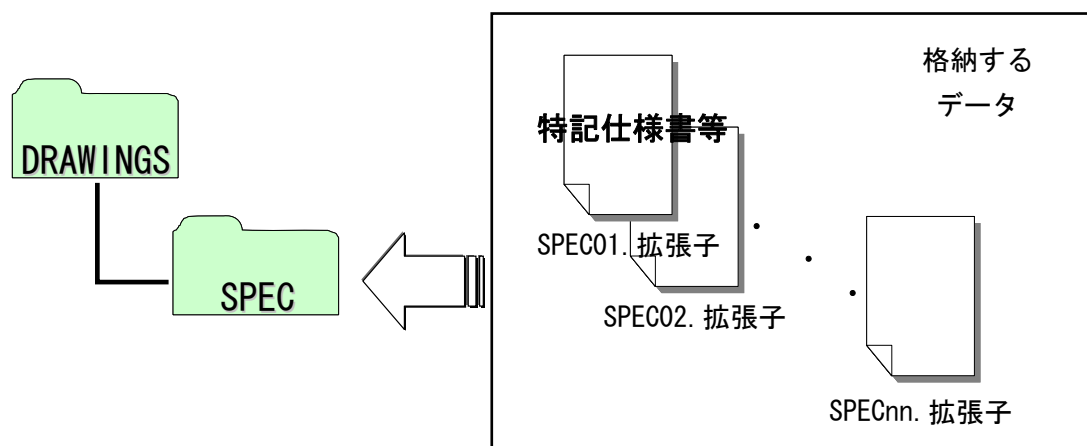 格納する
データ
特記仕様書等
DRAWINGS
SPEC01.拡張子
SPEC
SPEC02.拡張子
SPECnn.拡張子